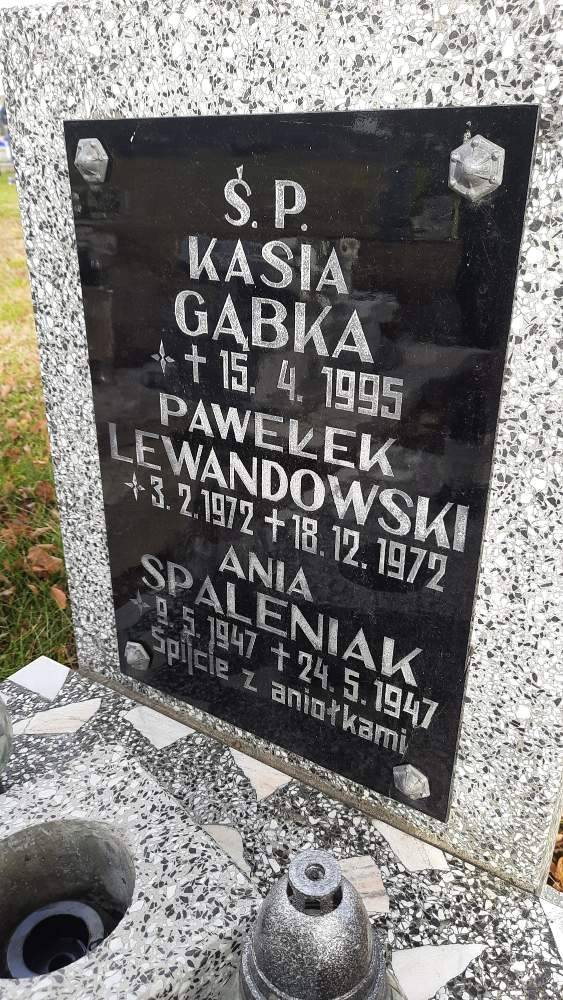 Ś. P.
KASIA
GĄBKA
* † 15. 4. 1995
PAWEŁEK
LEWANDOWSKI
* 3. 2. 1972 † 18. 12. 1972
ANIA
SPALENIAK
* 9. 5. 1947 † 24. 5. 1947
Śpijcie z aniołkami